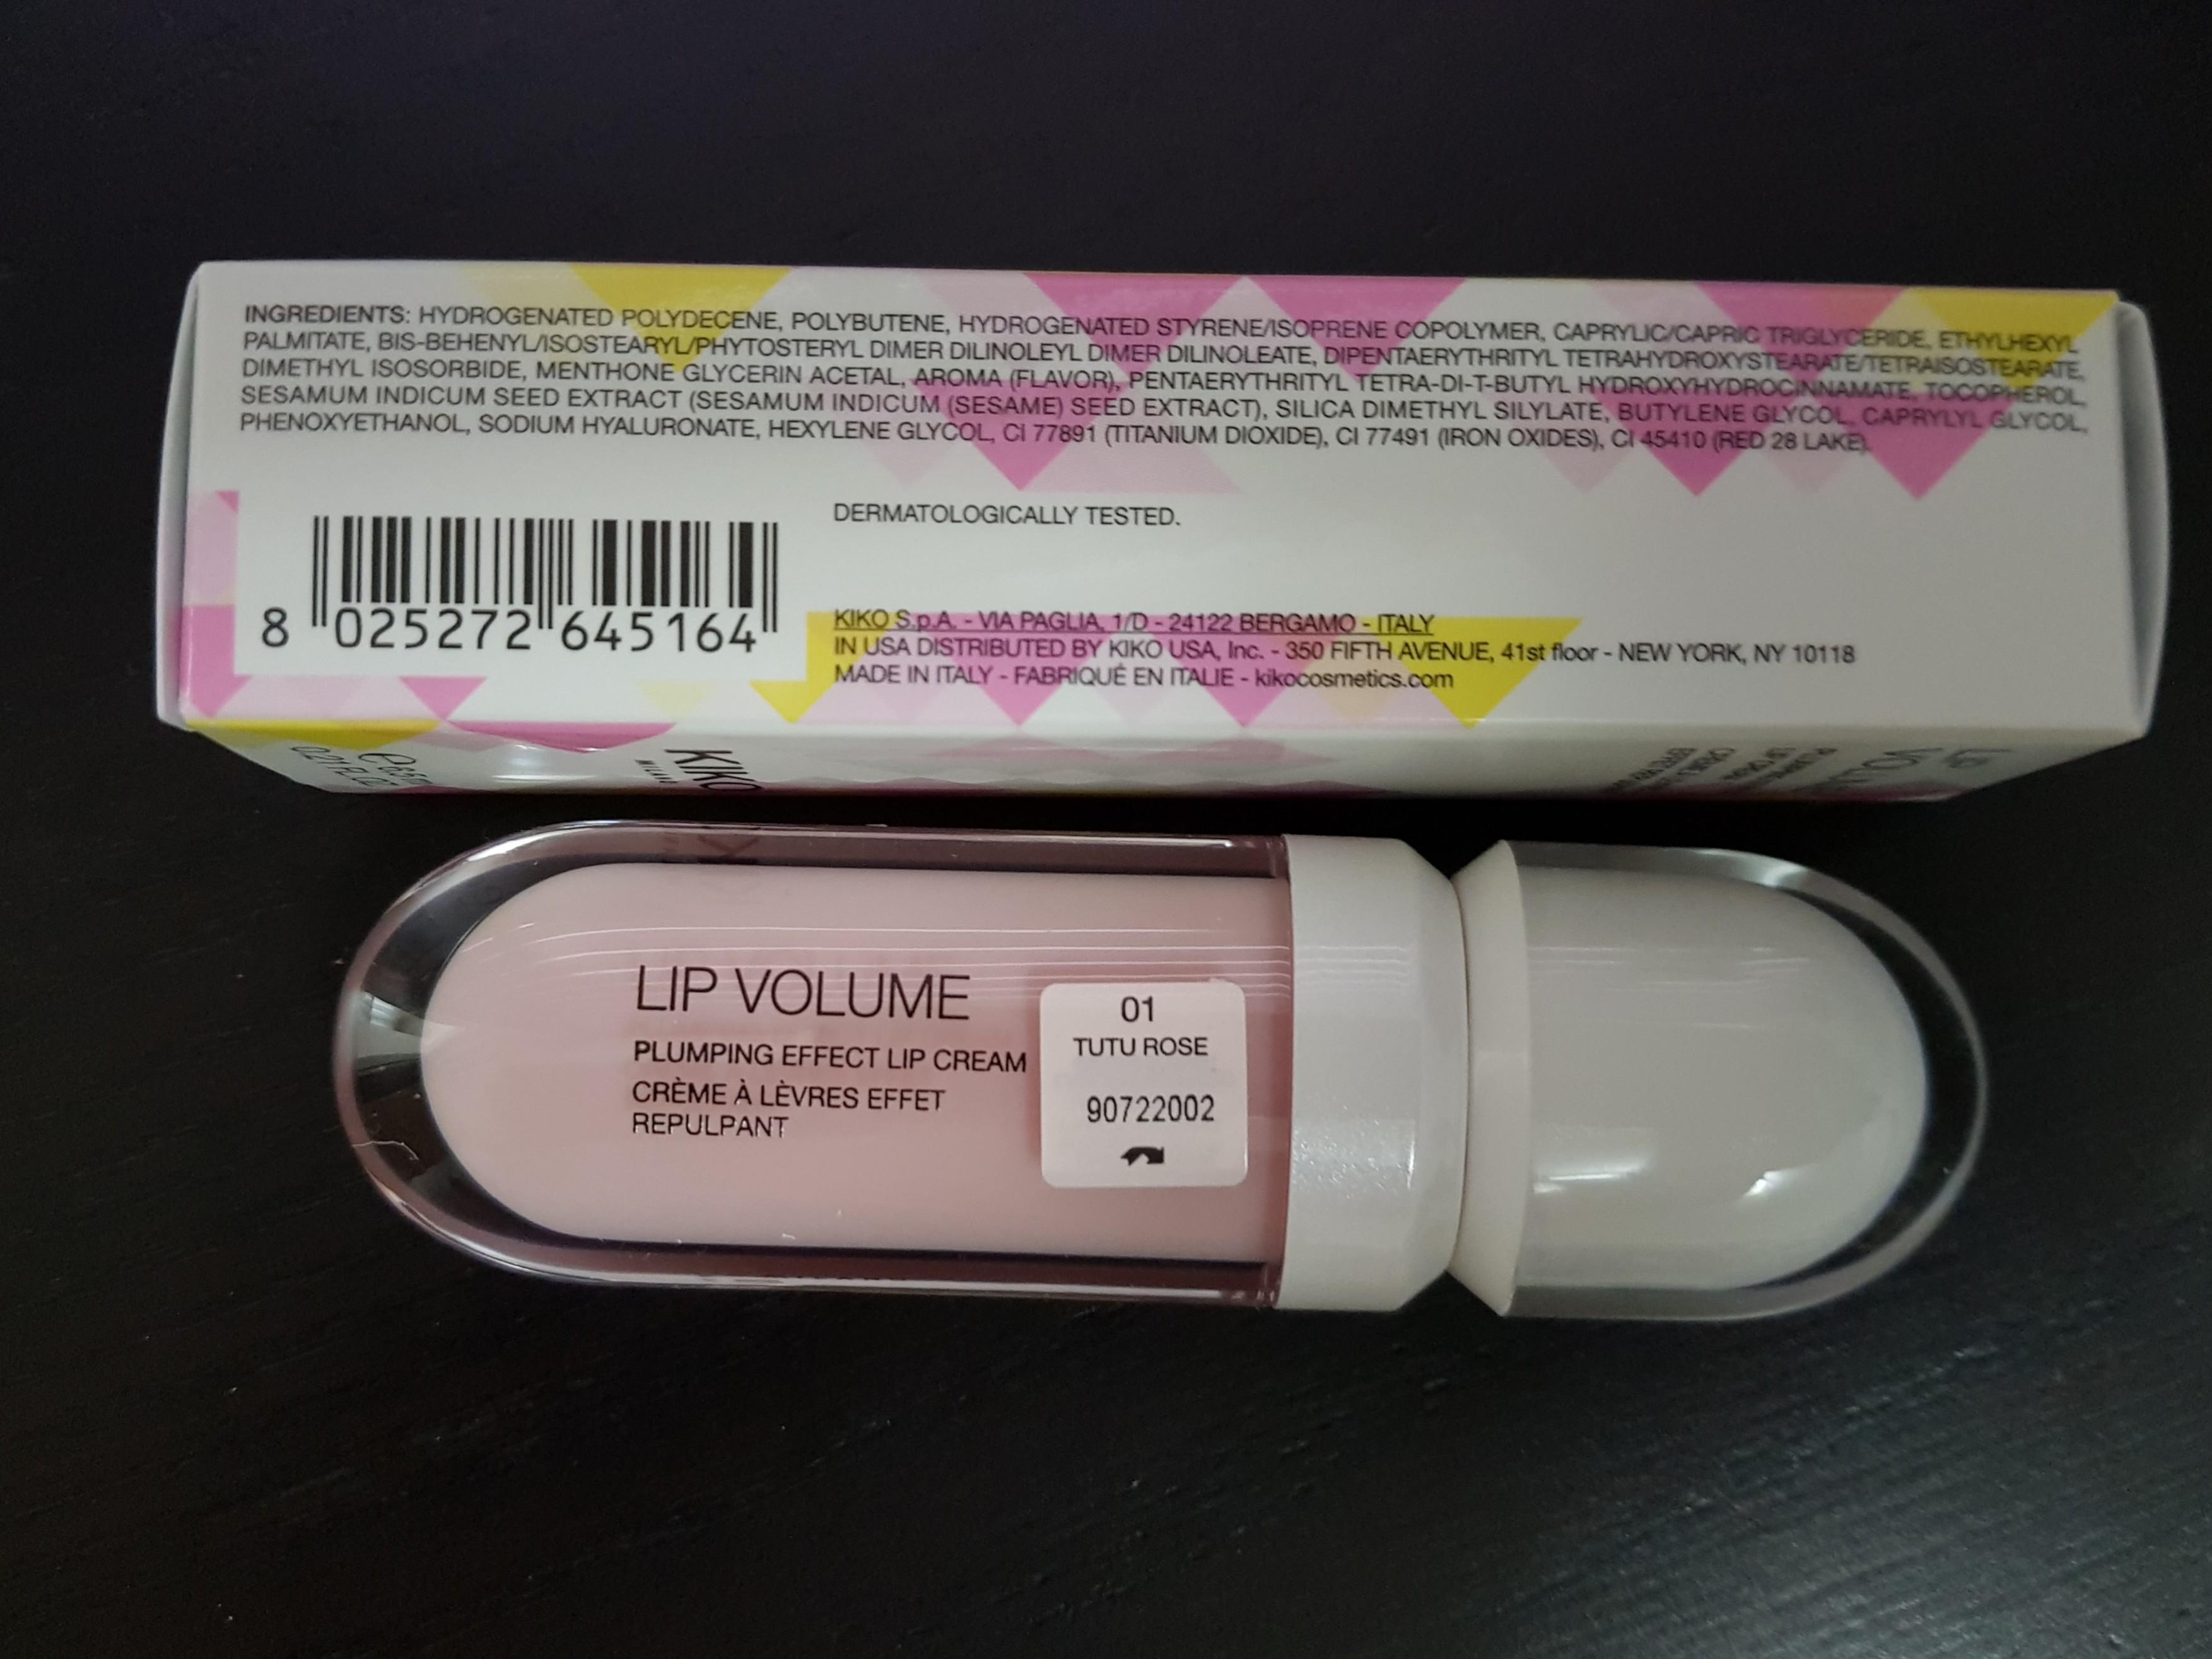 INGREDIENTS: HYDROGENATED POLYDECENE, POLYBUTENE, HYDROGENATED STYRENE/ISOPRENE COPOLYMER, CAPRYLIC/CAPRIC TRIGLYCERIDE, ETHYLHEXYL
PALMITATE, BIS-BEHENYL/ISOSTEARYL/PHYTOSTERYL DIMER DILINOLEYL DIMER DILINOLEATE, DIPENTAERYTHRITYL TETRAHYDROXYSTEARATE/TETRAISOSTEARATE,
DIMETHYL ISOSORBIDE, MENTHONE GLYCERIN ACETAL, AROMA (FLAVOR), PENTAERYTHRITYL TETRA-DI-T-BUTYL HYDROXYHYDROCINNAMATE, TOCOPHEROL,
SESAMUM INDICUM SEED EXTRACT (SESAMUM INDICUM (SESAME) SEED EXTRACT), SILICA DIMETHYL SILYLATE, BUTYLENE GLYCOL, CAPRYLYL GLYCOL,
PHENOXYETHANOL, SODIUM HYALURONATE, HEXYLENE GLYCOL, CI 77891 (TITANIUM DIOXIDE), CI 77491 (IRON OXIDES), CI 45410 (RED 28 LAKE).
DERMATOLOGICALLY TESTED.
8 025272 645164
KIKO S.p.A. - VIA PAGLIA, 1/D - 24122 BERGAMO - ITALY
IN USA DISTRIBUTED BY KIKO USA, Inc. - 350 FIFTH AVENUE, 41st floor - NEW YORK, NY 10118
MADE IN ITALY - FABRIQUÉ EN ITALIE - kikocosmetics.com
KIKO
MILANO
LIP VOLUME
PLUMPING EFFECT LIP CREAM
CRÈME À LÈVRES EFFET
REPULPANT
01
TUTU ROSE
90722002